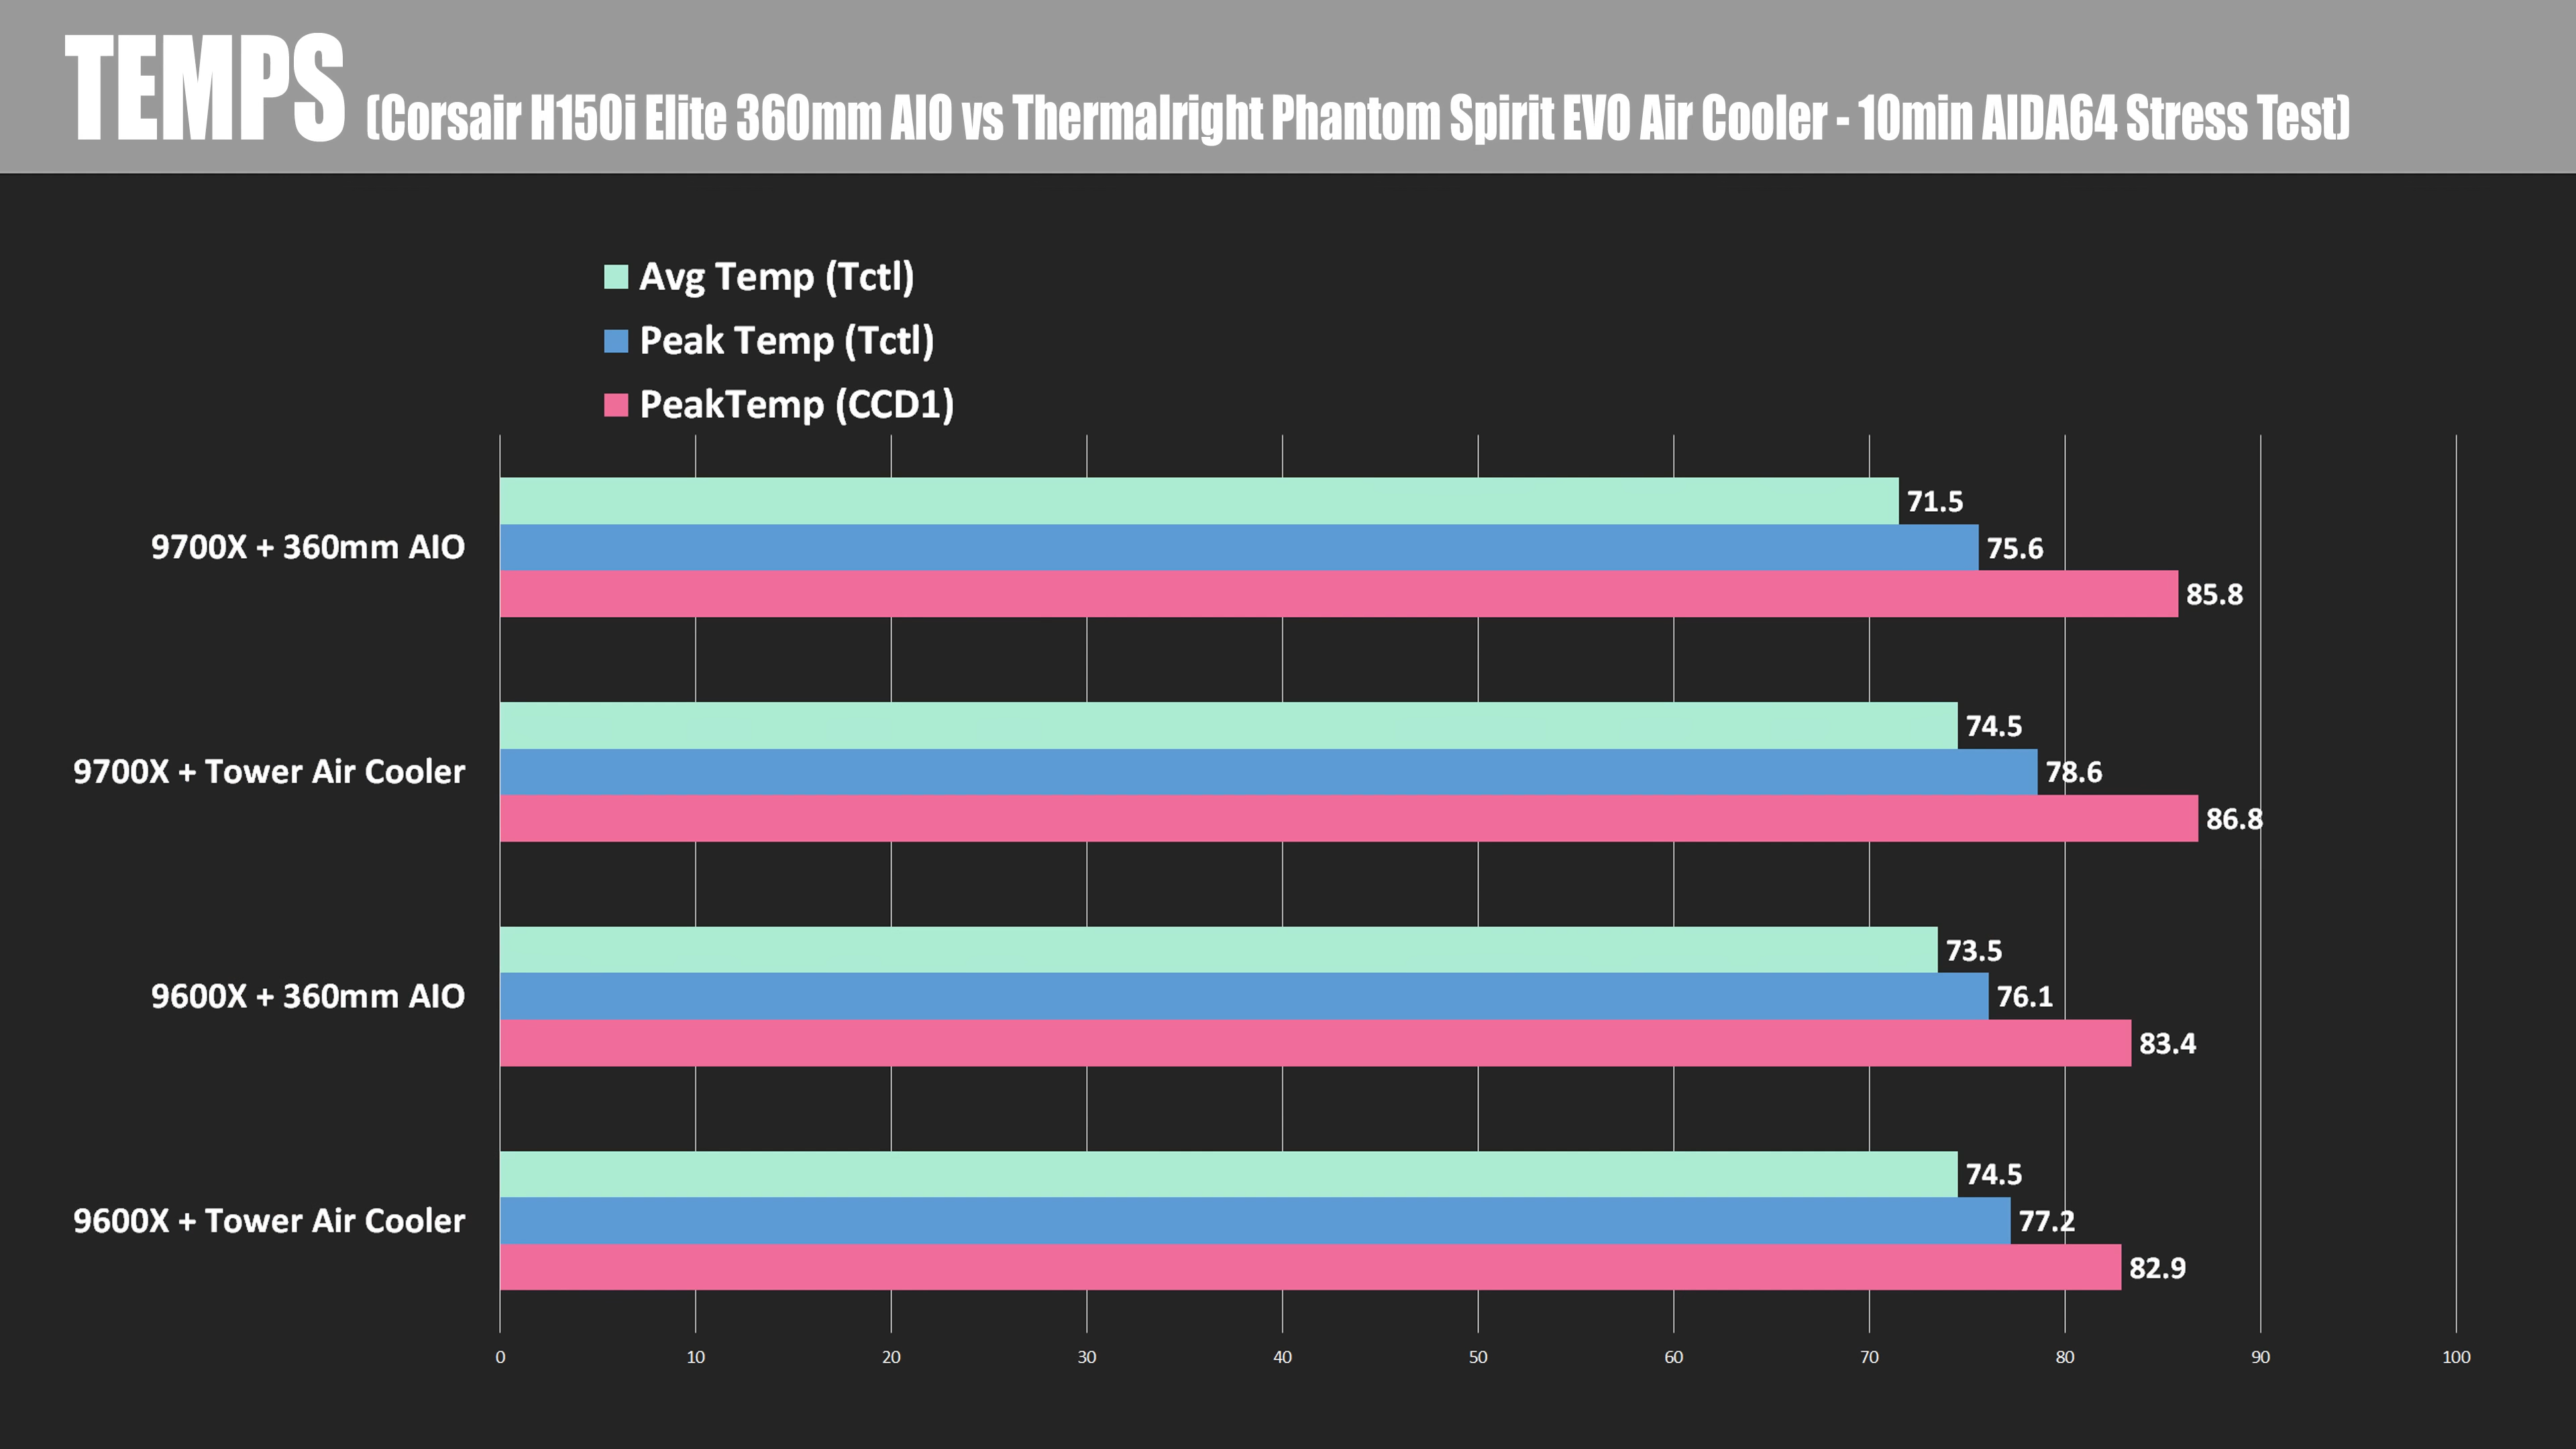 TEMPS (Corsair H150i Elite 360mm AIO vs Thermalright Phantom Spirit EVO Air Cooler - 10min AIDA64 Stress Test)
Avg Temp (Tctl)
Peak Temp (Tctl)
PeakTemp (CCD1)
9700X + 360mm AIO
71.5
75.6
85.8
9700X + Tower Air Cooler
74.5
78.6
86.8
9600X + 360mm AIO
73.5
76.1
83.4
9600X + Tower Air Cooler
74.5
77.2
82.9
0 10 20 30 40 50 60 70 80 90 100